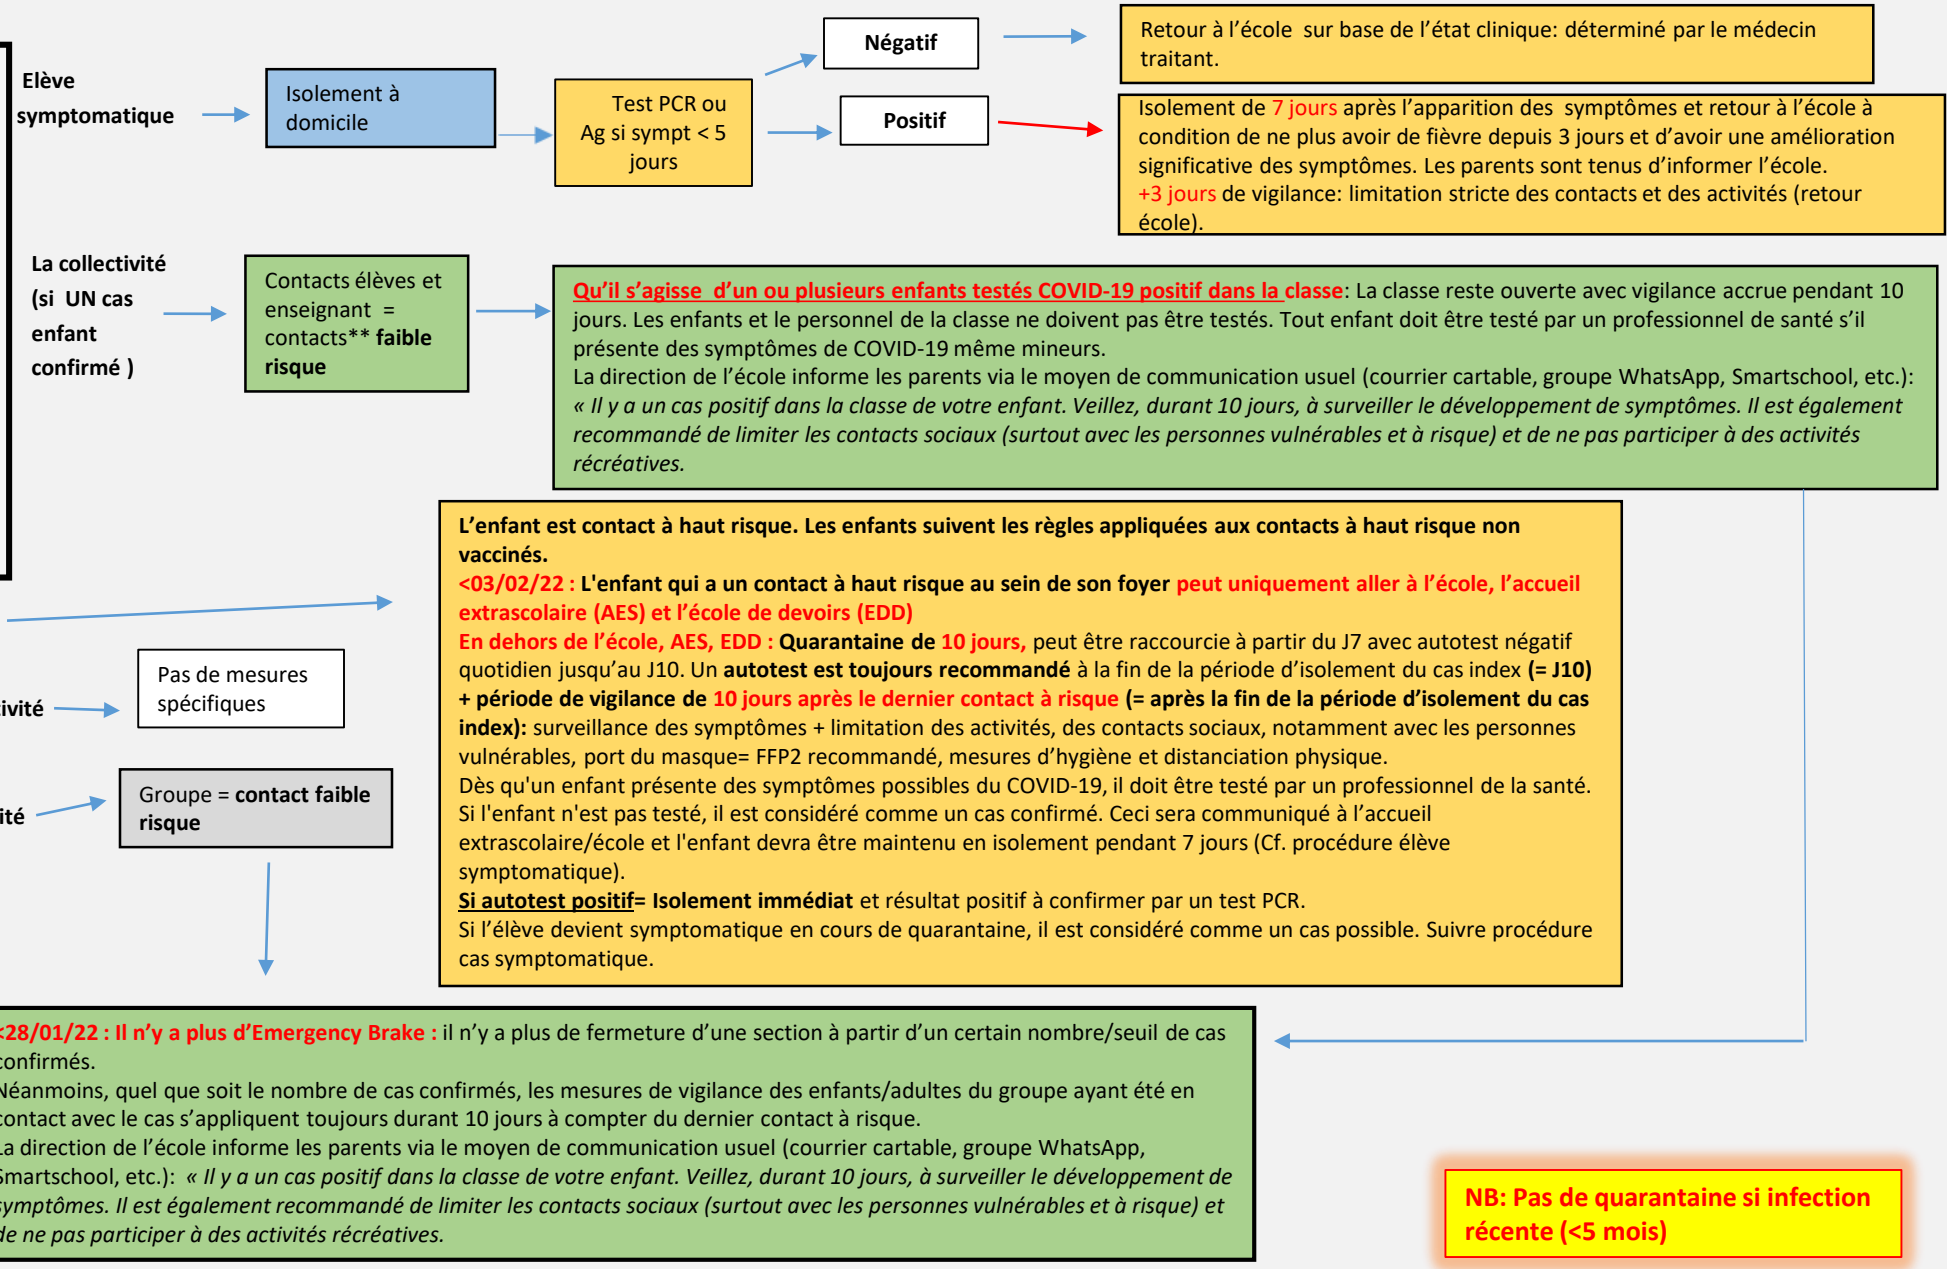 Elève
symptomatique
Isolement à
domicile
Test PCR ou
Ag si sympt < 5
jours
Négatif
Positif
Retour à l’école sur base de l’état clinique: déterminé par le médecin
traitant.
Isolement de 7 jours après l’apparition des symptômes et retour à l’école à
condition de ne plus avoir de fièvre depuis 3 jours et d’avoir une amélioration
significative des symptômes. Les parents sont tenus d’informer l’école.
+3 jours de vigilance: limitation stricte des contacts et des activités (retour
école).
La collectivité
(si UN cas
enfant
confirmé )
Contacts élèves et
enseignant =
contacts** faible
risque
Qu’il s’agisse d’un ou plusieurs enfants testés COVID-19 positif dans la classe: La classe reste ouverte avec vigilance accrue pendant 10
jours. Les enfants et le personnel de la classe ne doivent pas être testés. Tout enfant doit être testé par un professionnel de santé s’il
présente des symptômes de COVID-19 même mineurs.
La direction de l’école informe les parents via le moyen de communication usuel (courrier cartable, groupe WhatsApp, Smartschool, etc.):
« Il y a un cas positif dans la classe de votre enfant. Veillez, durant 10 jours, à surveiller le développement de symptômes. Il est également
recommandé de limiter les contacts sociaux (surtout avec les personnes vulnérables et à risque) et de ne pas participer à des activités
récréatives.
L’enfant est contact à haut risque. Les enfants suivent les règles appliquées aux contacts à haut risque non
vaccinés.
<03/02/22 : L'enfant qui a un contact à haut risque au sein de son foyer peut uniquement aller à l’école, l’accueil
extrascolaire (AES) et l’école de devoirs (EDD)
En dehors de l’école, AES, EDD : Quarantaine de 10 jours, peut être raccourcie à partir du J7 avec autotest négatif
quotidien jusqu’au J10. Un autotest est toujours recommandé à la fin de la période d’isolement du cas index (= J10)
+ période de vigilance de 10 jours après le dernier contact à risque (= après la fin de la période d’isolement du cas
index): surveillance des symptômes + limitation des activités, des contacts sociaux, notamment avec les personnes
vulnérables, port du masque= FFP2 recommandé, mesures d’hygiène et distanciation physique.
Dès qu'un enfant présente des symptômes possibles du COVID-19, il doit être testé par un professionnel de la santé.
Si l'enfant n'est pas testé, il est considéré comme un cas confirmé. Ceci sera communiqué à l’accueil
extrascolaire/école et l'enfant devra être maintenu en isolement pendant 7 jours (Cf. procédure élève
symptomatique).
Si autotest positif= Isolement immédiat et résultat positif à confirmer par un test PCR.
Si l’élève devient symptomatique en cours de quarantaine, il est considéré comme un cas possible. Suivre procédure
cas symptomatique.
ivité
Pas de mesures
spécifiques
ité
Groupe = contact faible
risque
<28/01/22 : Il n’y a plus d’Emergency Brake : il n’y a plus de fermeture d’une section à partir d’un certain nombre/seuil de cas
confirmés.
Néanmoins, quel que soit le nombre de cas confirmés, les mesures de vigilance des enfants/adultes du groupe ayant été en
contact avec le cas s’appliquent toujours durant 10 jours à compter du dernier contact à risque.
La direction de l’école informe les parents via le moyen de communication usuel (courrier cartable, groupe WhatsApp,
Smartschool, etc.): « Il y a un cas positif dans la classe de votre enfant. Veillez, durant 10 jours, à surveiller le développement de
symptômes. Il est également recommandé de limiter les contacts sociaux (surtout avec les personnes vulnérables et à risque) et
de ne pas participer à des activités récréatives.
NB: Pas de quarantaine si infection
récente (<5 mois)